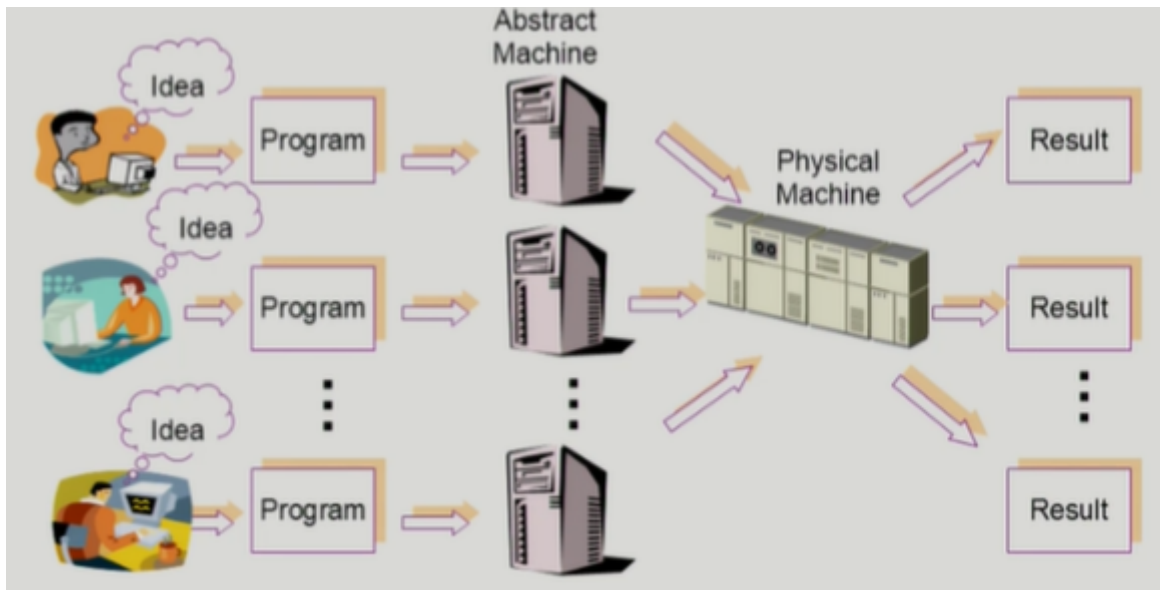 Abstract
Machine
Idea
Program
Result
Physical
Machine
Idea
Program
Result
Idea
Program
Result